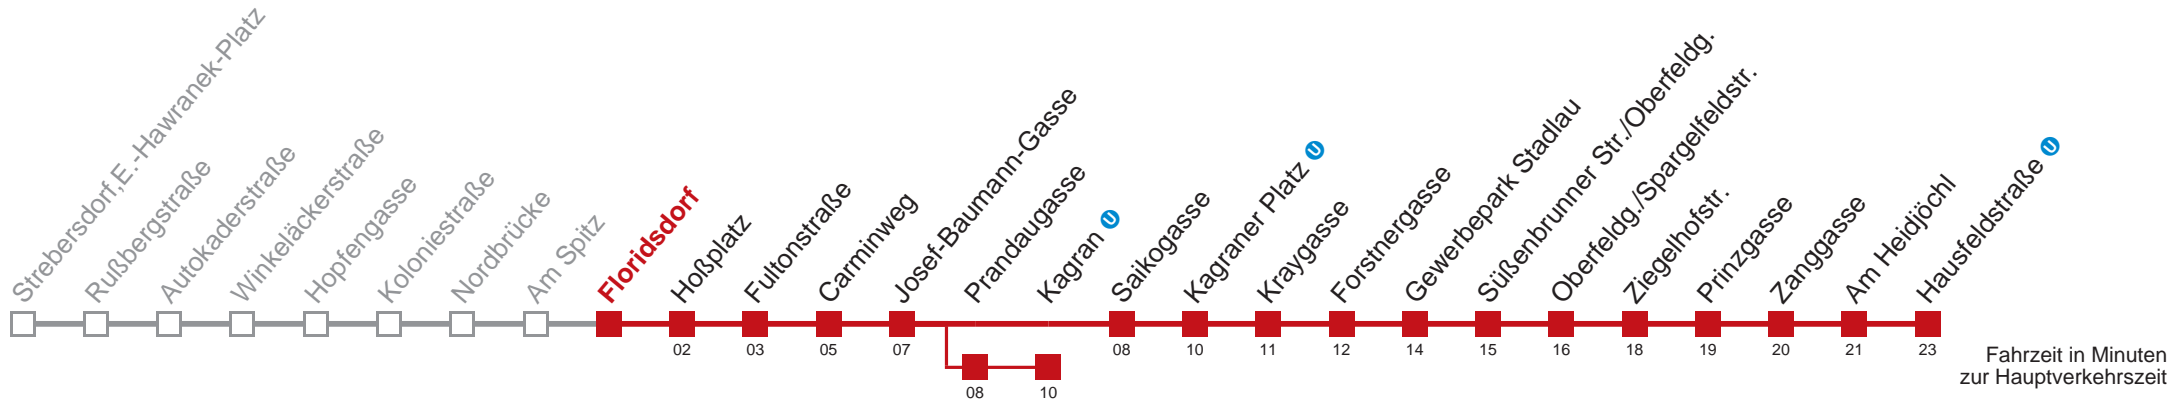 Strebersdorf,E.-Hawranek-Platz
Rußbergstraße
Autokaderstraße
Winkeläckerstraße
Hopfengasse
Koloniestraße
Nordbrücke
Am Spitz
Floridsdorf
Hoßplatz
Fultonstraße
Carminweg
Josef-Baumann-Gasse
Prandaugasse
Kagran U
Saikogasse
Kagraner Platz U
Kraygasse
Forstnergasse
Gewerbepark Stadlau
Süßenbrunner Str./Oberfeldg.
Oberfeldg./Spargelfeldstr.
Ziegelhofstr.
Prinzgasse
Zanggasse
Am Heidjöchl
Hausfeldstraße U
02 03 05 07 08 10 11 12 14 15 16 18 19 20 21 23
08 10
Fahrzeit in Minuten
zur Hauptverkehrszeit